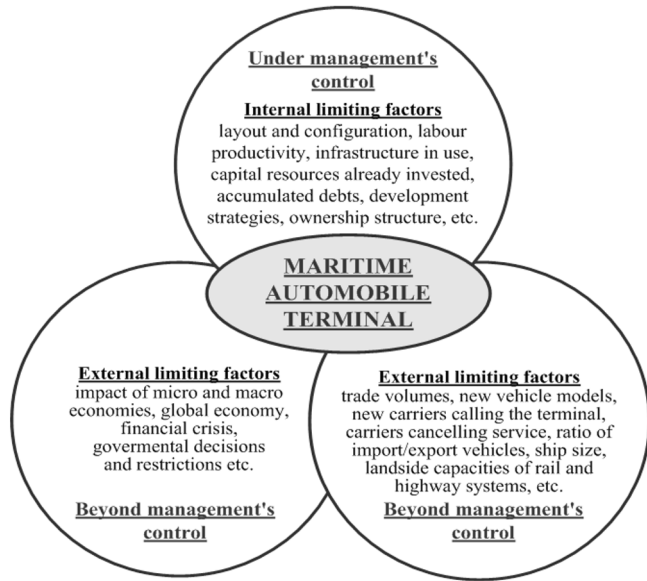 Under management's
control
Internal limiting factors
layout and configuration, labour
productivity, infrastructure in use,
capital resources already invested,
accumulated debts, development
strategies, ownership structure, etc.
MARITIME
AUTOMOBILE
TERMINAL
External limiting factors
impact of micro and macro
economies, global economy,
financial crisis,
govermental decisions
and restrictions etc.
Beyond management's
control
External limiting factors
trade volumes, new vehicle models,
new carriers calling the terminal,
carriers cancelling service, ratio of
import/export vehicles, ship size,
landside capacities of rail and
highway systems, etc.
Beyond management's
control